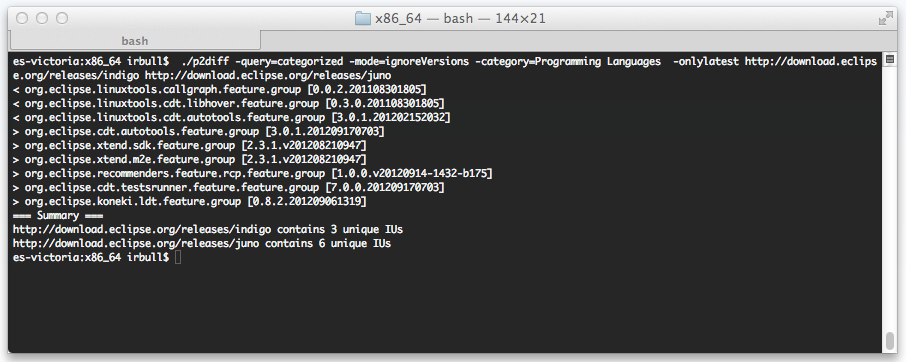 x86_64 — bash — 144×21
bash
es-victoria:x86_64 irbull$  ./p2diff -query=categorized -mode=ignoreVersions -category=Programming Languages  -onlylatest http://download.eclips
e.org/releases/indigo http://download.eclipse.org/releases/juno
< org.eclipse.linuxtools.callgraph.feature.group [0.0.2.201108301805]
< org.eclipse.linuxtools.cdt.libhover.feature.group [0.3.0.201108301805]
< org.eclipse.linuxtools.cdt.autotools.feature.group [3.0.1.201202152032]
> org.eclipse.cdt.autotools.feature.group [3.0.1.201209170703]
> org.eclipse.xtend.sdk.feature.group [2.3.1.v201208210947]
> org.eclipse.xtend.m2e.feature.group [2.3.1.v201208210947]
> org.eclipse.recommenders.feature.rcp.feature.group [1.0.0.v20120914-1432-b175]
> org.eclipse.cdt.testsrunner.feature.feature.group [7.0.0.201209170703]
> org.eclipse.koneki.ldt.feature.group [0.8.2.201209061319]
=== Summary ===
http://download.eclipse.org/releases/indigo contains 3 unique IUs
http://download.eclipse.org/releases/juno contains 6 unique IUs
es-victoria:x86_64 irbull$